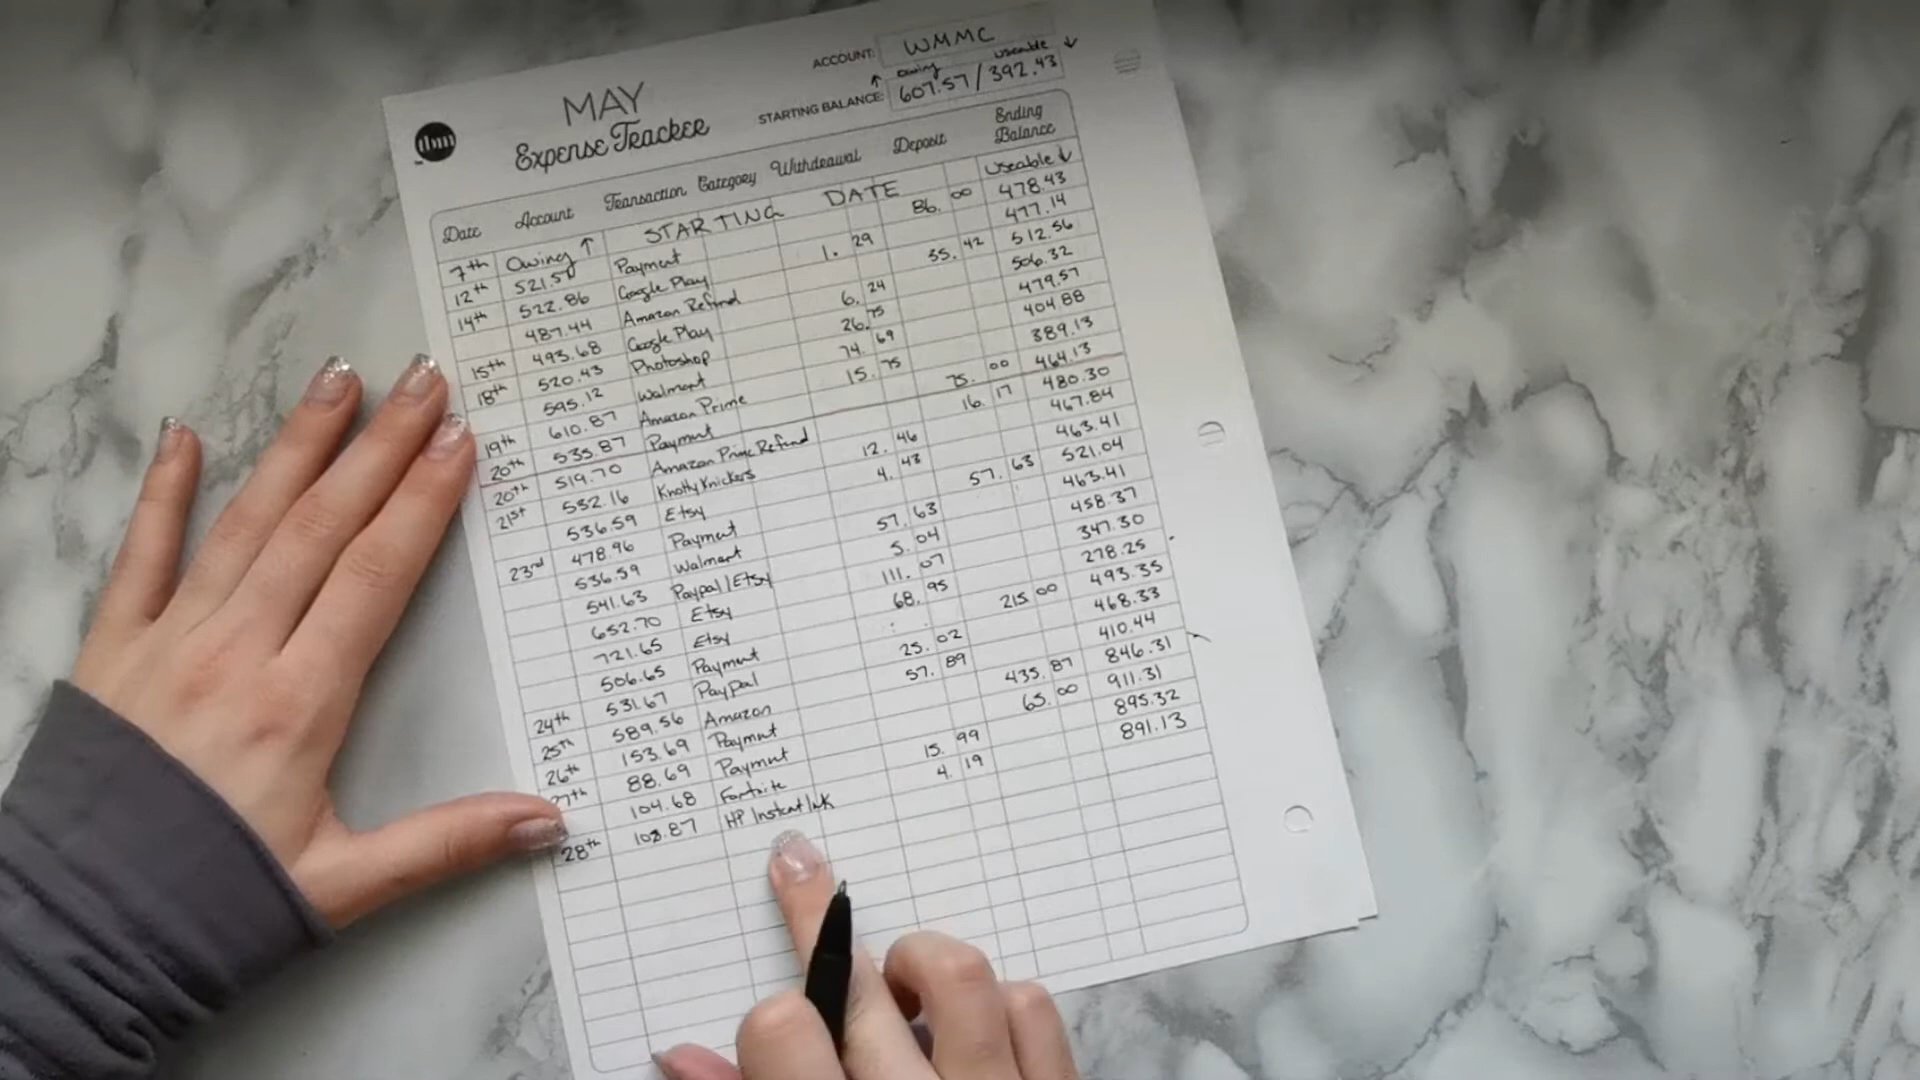 tbm
MAY
Expense Tracker
ACCOUNT: WMMC
↑ owing useable ↓
STARTING BALANCE: 607.57 / 392.43
Date Account Transaction Category Withdrawal Deposit Ending Balance
Owing ↑ STARTING DATE useable ↓
7th 521.57 Payment 86. 00 478.43
12th 522.86 Google Play 1. 29 477.14
14th 487.44 Amazon Refund 35. 42 512.56
493.68 Google Play 6. 24 506.32
15th 520.43 Photoshop 26. 75 479.57
18th 595.12 Walmart 74. 69 404.88
610.87 Amazon Prime 15. 75 389.13
19th 535.87 Payment 75. 00 464.13
20th 519.70 Amazon Prime Refund 16. 17 480.30
20th 532.16 Knotty Knickers 12. 46 467.84
21st 536.59 Etsy 4. 43 463.41
478.96 Payment 57. 63 521.04
23rd 536.59 Walmart 57. 63 463.41
541.63 Paypal / Etsy 5. 04 458.37
652.70 Etsy 111. 07 347.30
721.65 Etsy 68. 95 278.25
506.65 Payment 215 00 493.35
531.67 Paypal 25. 02 468.33
24th 589.56 Amazon 57. 89 410.44
25th 153.69 Paymnt 435. 87 846.31
26th 88.69 Paymnt 65. 00 911.31
27th 104.68 Fortnite 15. 99 895.32
28th 108.87 HP Instant Ink 4. 19 891.13